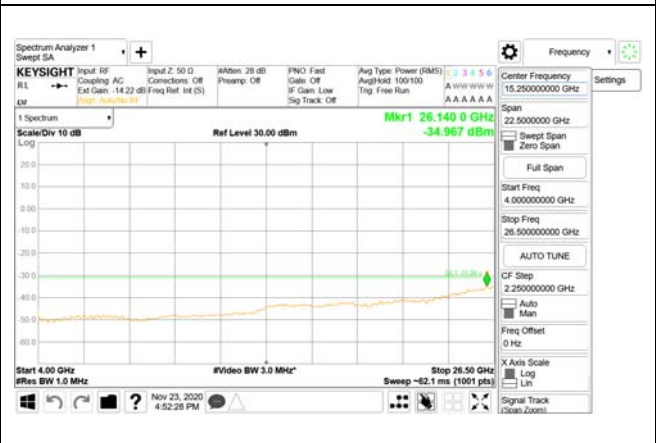 Spectrum Analyzer 1
Swept SA
Frequency
KEYSIGHT
RL
Input: RF
Coupling: AC
Ext Gain: -14.22 dB
Align: Auto/No RF
Input Z: 50 Ω
Corrections: Off
Freq Ref: Int (S)
#Atten: 28 dB
Preamp: Off
PNO: Fast
Gate: Off
IF Gain: Low
Sig Track: Off
Avg Type: Power (RMS)
Avg|Hold: 100/100
Trig: Free Run
1 2 3 4 5 6
A W W W W W
A A A A A A
1 Spectrum
Scale/Div 10 dB
Ref Level 30.00 dBm
Mkr1 26.140 0 GHz
-34.967 dBm
Log
20.0
10.0
0.00
-10.0
-20.0
-30.0
-40.0
-50.0
-60.0
Start 4.00 GHz
#Res BW 1.0 MHz
#Video BW 3.0 MHz*
Stop 26.50 GHz
Sweep ~62.1 ms (1001 pts)
Nov 23, 2020
4:52:28 PM
Center Frequency
15.250000000 GHz
Settings
Span
22.5000000 GHz
Swept Span
Zero Span
Full Span
Start Freq
4.000000000 GHz
Stop Freq
26.500000000 GHz
AUTO TUNE
CF Step
2.250000000 GHz
Auto
Man
Freq Offset
0 Hz
X Axis Scale
Log
Lin
Signal Track
(Span Zoom)